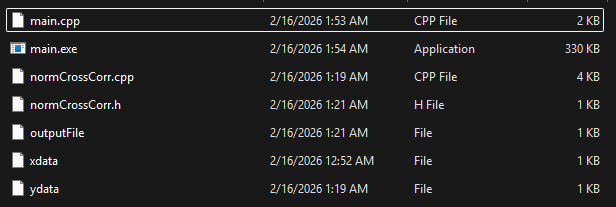 main.cpp 2/16/2026 1:53 AM CPP File 2 KB
main.exe 2/16/2026 1:54 AM Application 330 KB
normCrossCorr.cpp 2/16/2026 1:19 AM CPP File 4 KB
normCrossCorr.h 2/16/2026 1:21 AM H File 1 KB
outputFile 2/16/2026 1:21 AM File 1 KB
xdata 2/16/2026 12:52 AM File 1 KB
ydata 2/16/2026 1:19 AM File 1 KB